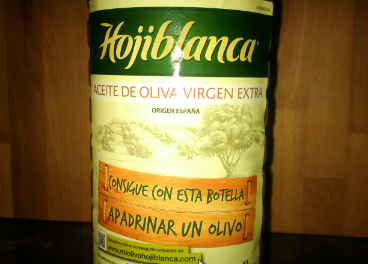 Hojiblanca
ACEITE DE OLIVA VIRGEN EXTRA
ORIGEN ESPAÑA
CONSIGUE CON ESTA BOTELLA
APADRINAR UN OLIVO
www.miolivohojiblanca.com